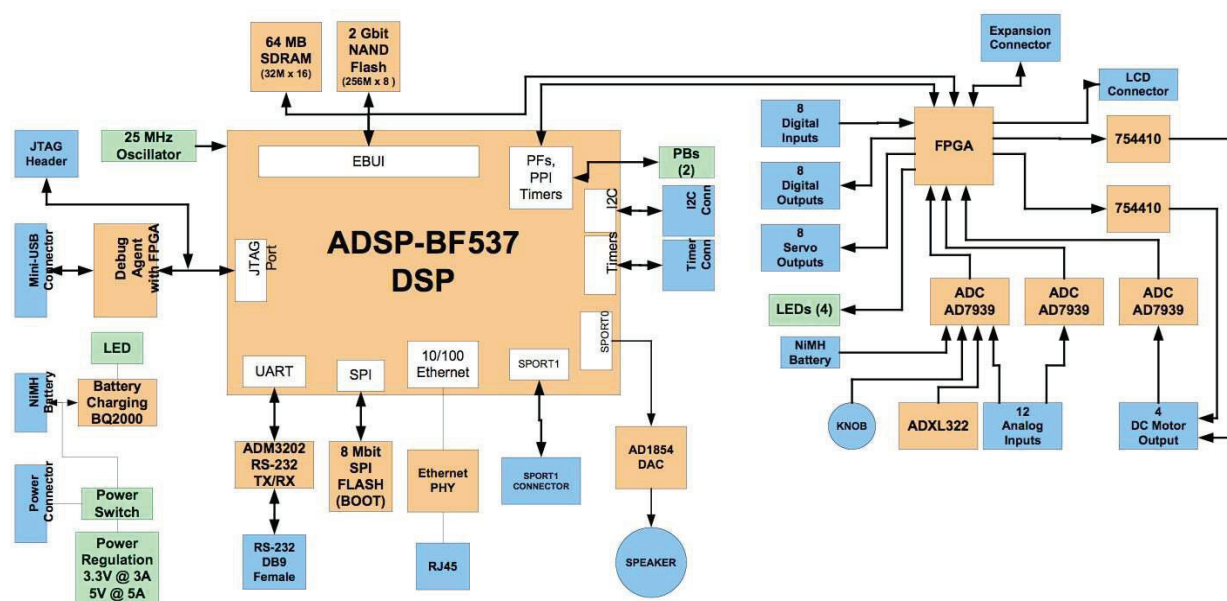 64 MB
SDRAM
(32M x 16)
2 Gbit
NAND
Flash
(256M x 8 )
Expansion
Connector
LCD
Connector
25 MHz
Oscillator
JTAG
Header
EBUI
PFs,
PPI
Timers
PBs
(2)
8
Digital
Inputs
FPGA
754410
8
Digital
Outputs
754410
I2C
I2C
Conn
8
Servo
Outputs
ADSP-BF537
DSP
JTAG
Port
Timers
Timer
Conn
Mini-USB
Connector
Debug
Agent
with FPGA
LEDs (4)
ADC
AD7939
ADC
AD7939
ADC
AD7939
SPORT0
LED
NiMH
Battery
UART
SPI
10/100
Ethernet
SPORT1
NiMH
Battery
Battery
Charging
BQ2000
KNOB
ADXL322
12
Analog
Inputs
4
DC Motor
Output
ADM3202
RS-232
TX/RX
8 Mbit
SPI
FLASH
(BOOT)
Ethernet
PHY
SPORT1
CONNECTOR
AD1854
DAC
Power
Connector
Power
Switch
Power
Regulation
3.3V @ 3A
5V @ 5A
RS-232
DB9
Female
RJ45
SPEAKER